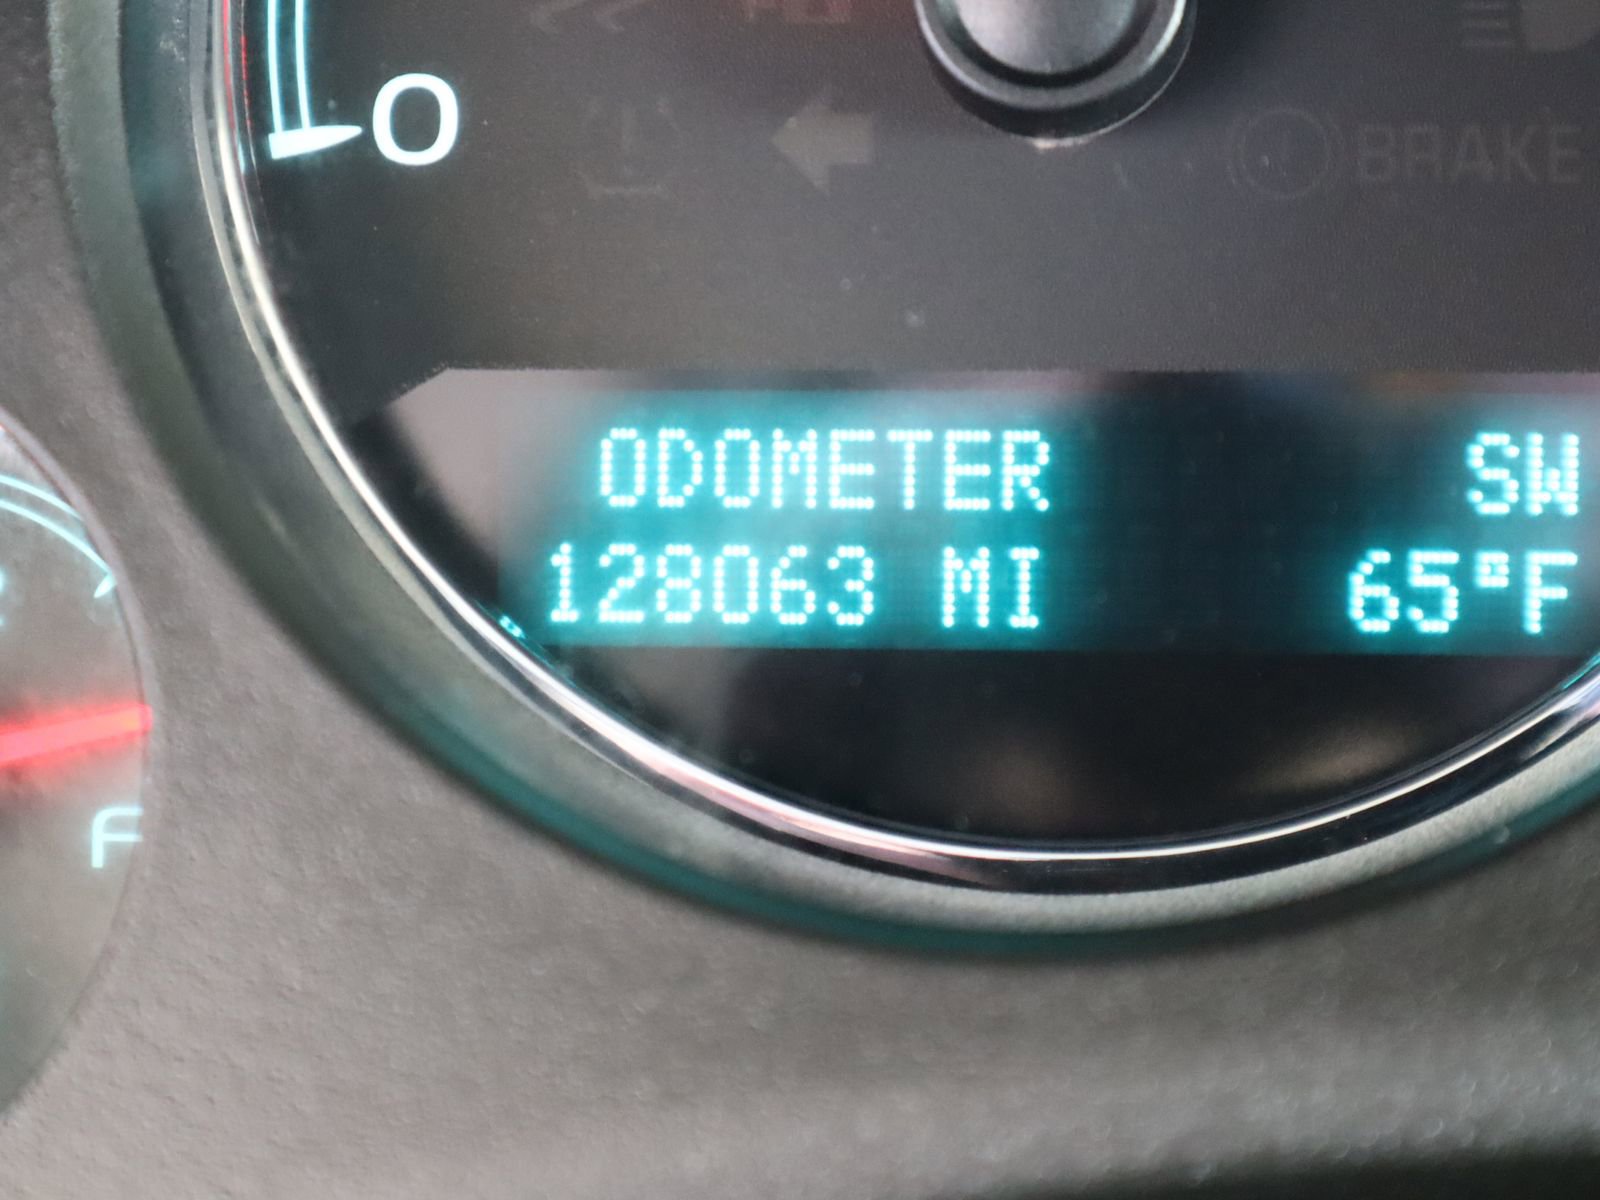 0
BRAKE
ODOMETER SW
128063 MI 65°F
F